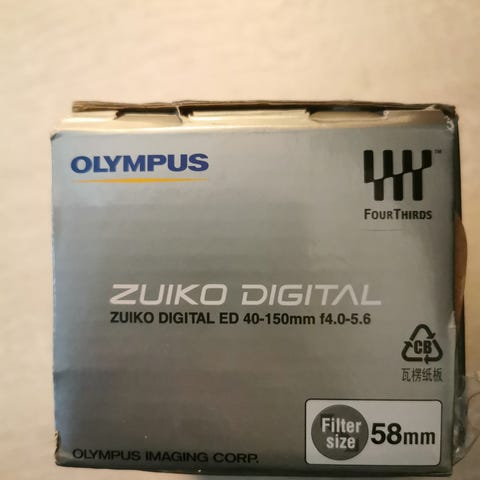 OLYMPUS
™
FOURTHIRDS
ZUIKO DIGITAL
ZUIKO DIGITAL ED 40-150mm f4.0-5.6
CB
瓦楞纸板
Filter size 58mm
OLYMPUS IMAGING CORP.